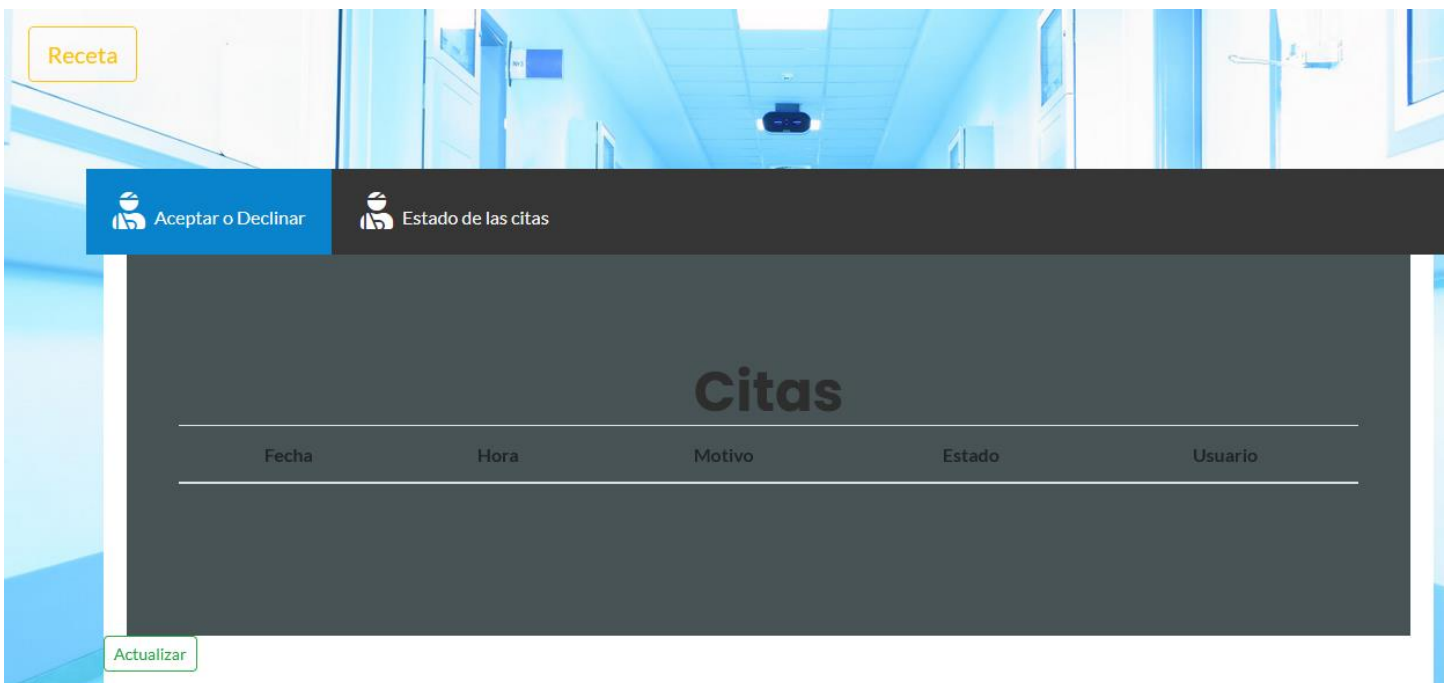 Receta
Aceptar o Declinar
Estado de las citas
Citas
Fecha Hora Motivo Estado Usuario
Actualizar